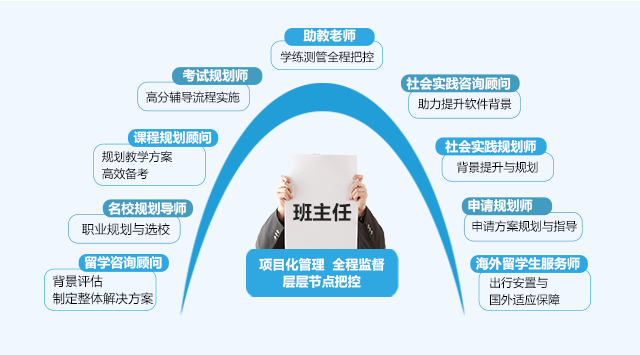 助教老师
学练测管全程把控
考试规划师
高分辅导流程实施
社会实践咨询顾问
助力提升软件背景
课程规划顾问
规划教学方案
高效备考
社会实践规划师
背景提升与规划
名校规划导师
职业规划与选校
班主任
申请规划师
申请方案规划与指导
留学咨询顾问
背景评估
制定整体解决方案
项目化管理 全程监督
层层节点把控
海外留学生服务师
出行安置与
国外适应保障